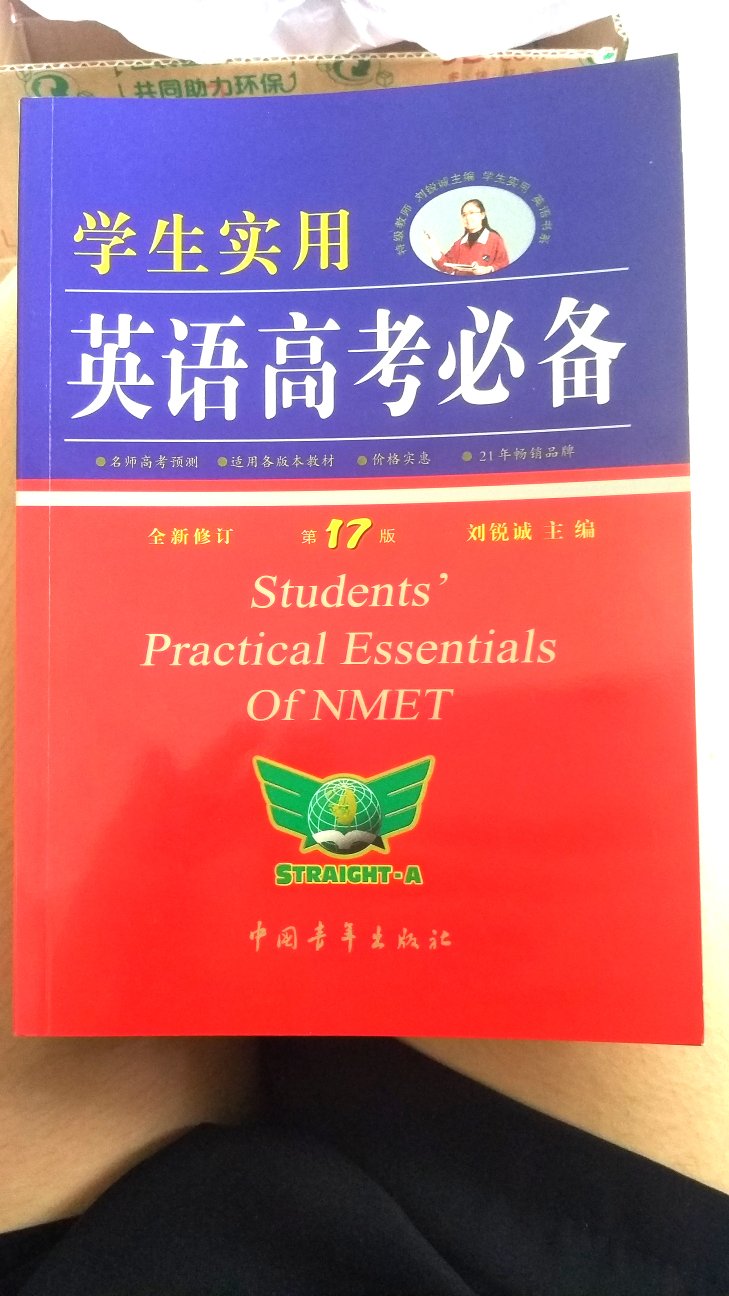 共同助力环保
特级教师 刘锐诚主编 学生实用 英语书系
学生实用
英语高考必备
●名师高考预测 ●适用各版本教材 ●价格实惠 ●21年畅销品牌
全新修订 第17版 刘锐诚 主 编
Students’
Practical Essentials
Of NMET
STRAIGHT-A
中国青年出版社